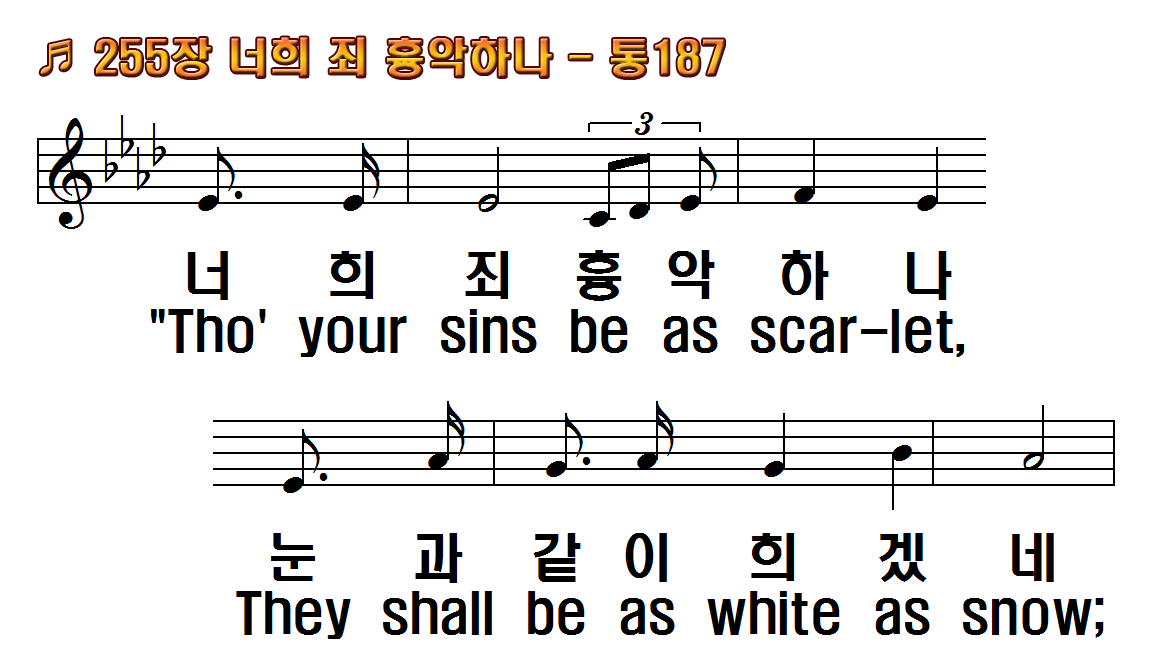 ♬ 255장 너희 죄 흉악하나 - 통187
3
너 희 죄 흉 악 하 나
"Tho' your sins be as scar-let,
눈 과 같 이 희 겠 네
They shall be as white as snow;